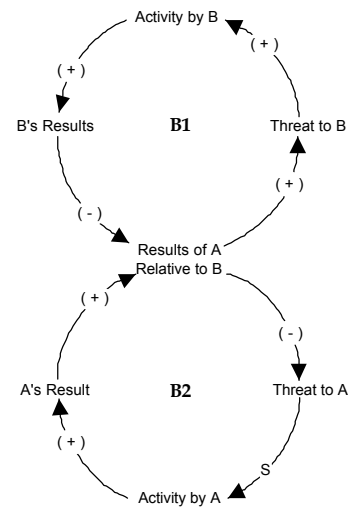 Activity by B
( + )
( + )
B's Results
B1
Threat to B
( - )
( + )
Results of A
Relative to B
( + )
( - )
A's Result
B2
Threat to A
( + )
S
Activity by A